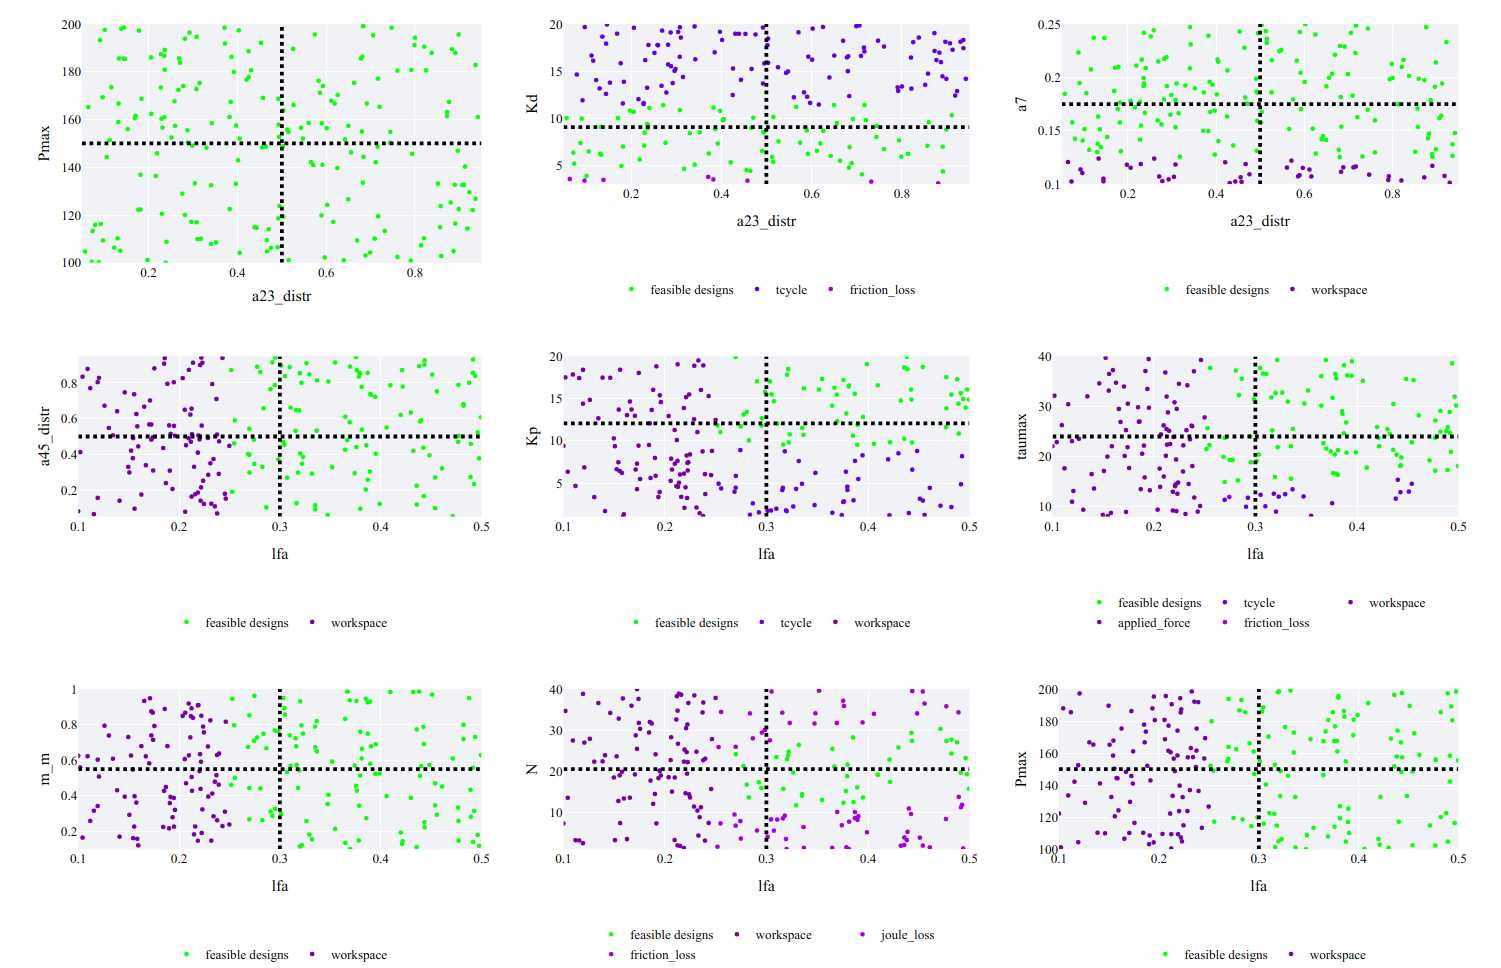 200
180
160
140
120
100
Pmax
0.2
0.4
0.6
0.8
a23_distr
20
15
10
5
Kd
0.2
0.4
0.6
0.8
a23_distr
feasible designs
tcycle
friction_loss
0.25
0.2
0.15
0.1
a7
0.2
0.4
0.6
0.8
a23_distr
feasible designs
workspace
0.8
0.6
0.4
0.2
a45_distr
0.1
0.2
0.3
0.4
0.5
lfa
feasible designs
workspace
20
15
10
5
Kp
0.1
0.2
0.3
0.4
0.5
lfa
feasible designs
tcycle
workspace
40
30
20
10
taumax
0.1
0.2
0.3
0.4
0.5
lfa
feasible designs
tcycle
workspace
applied_force
friction_loss
1
0.8
0.6
0.4
0.2
m_m
0.1
0.2
0.3
0.4
0.5
lfa
feasible designs
workspace
40
30
20
10
N
0.1
0.2
0.3
0.4
0.5
lfa
feasible designs
workspace
joule_loss
friction_loss
200
180
160
140
120
100
Pmax
0.1
0.2
0.3
0.4
0.5
lfa
feasible designs
workspace